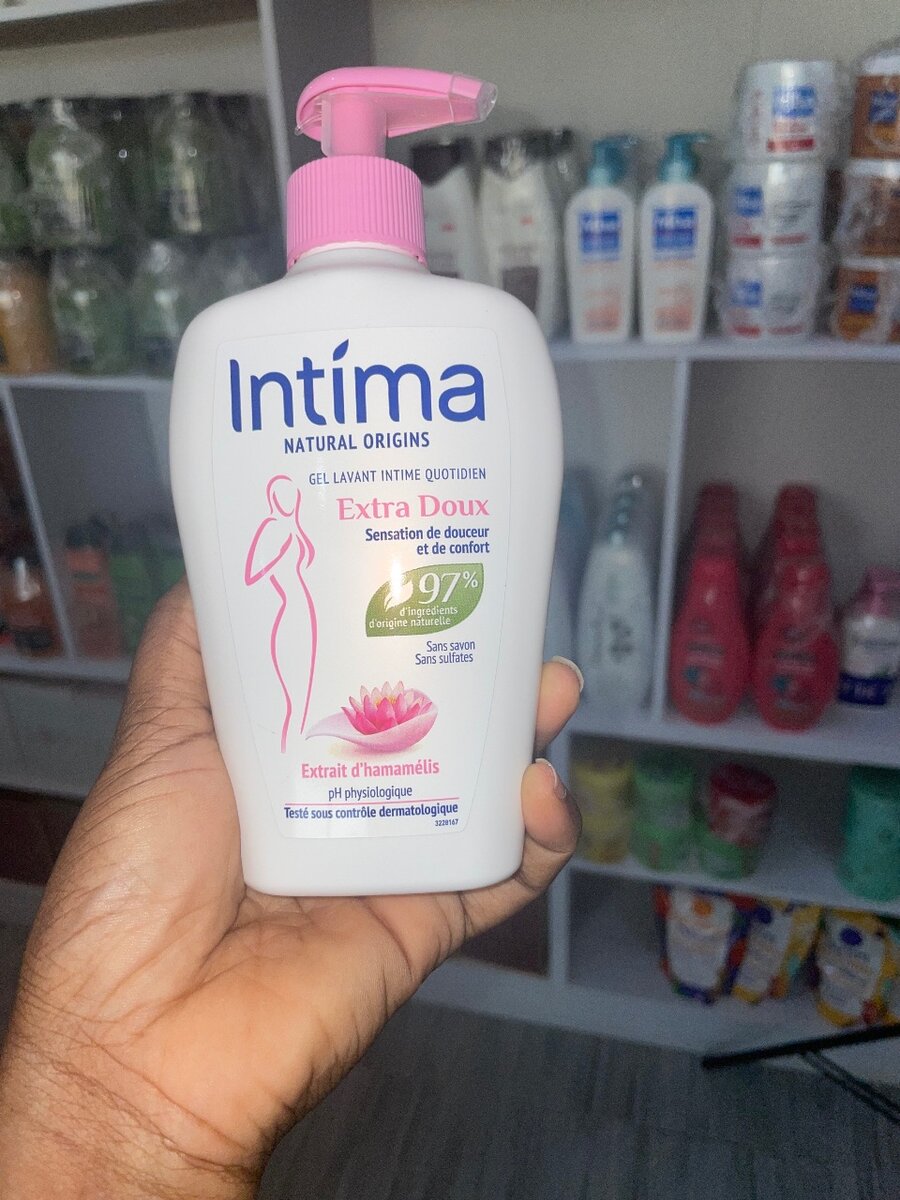 Intima
NATURAL ORIGINS
GEL LAVANT INTIME QUOTIDIEN
Extra Doux
Sensation de douceur
et de confort
97%
d'ingrédients
d'origine naturelle
Sans savon
Sans sulfates
Extrait d'hamamélis
pH physiologique
Testé sous contrôle dermatologique
3228167